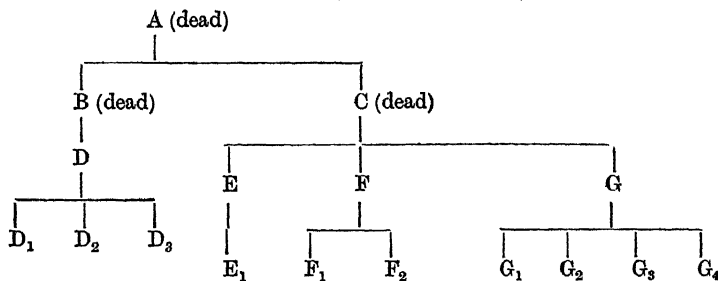 A (dead)
B (dead) C (dead)
D
E F G
D₁ D₂ D₃
E₁ F₁ F₂ G₁ G₂ G₃ G₄